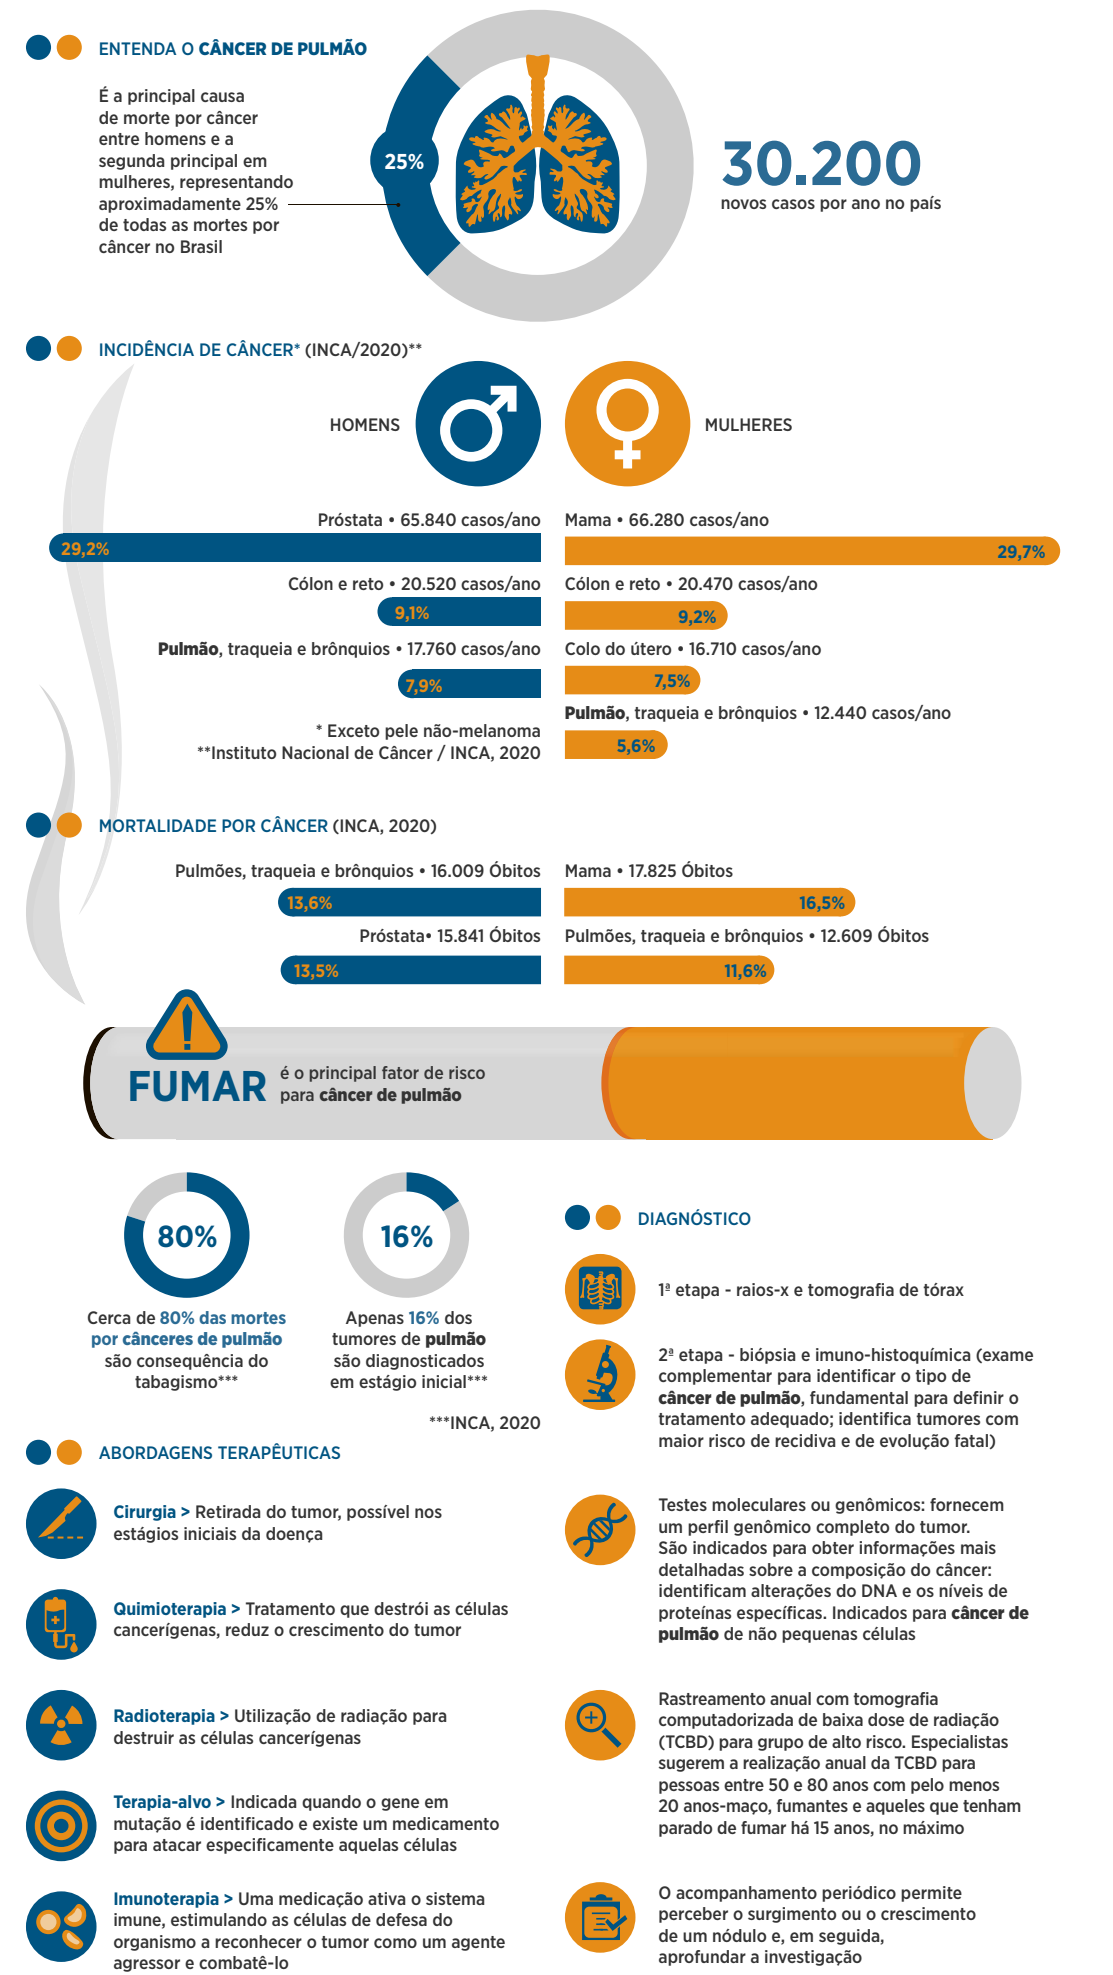 ENTENDA O CÂNCER DE PULMÃO
É a principal causa
de morte por câncer
entre homens e a
segunda principal em
mulheres, representando
aproximadamente 25%
de todas as mortes por
câncer no Brasil
25%
30.200
novos casos por ano no país
INCIDÊNCIA DE CÂNCER* (INCA/2020)**
HOMENS
MULHERES
Próstata • 65.840 casos/ano
29,2%
Cólon e reto • 20.520 casos/ano
9,1%
Pulmão, traqueia e brônquios • 17.760 casos/ano
7,9%
* Exceto pele não-melanoma
**Instituto Nacional de Câncer / INCA, 2020
Mama • 66.280 casos/ano
29,7%
Cólon e reto • 20.470 casos/ano
9,2%
Colo do útero • 16.710 casos/ano
7,5%
Pulmão, traqueia e brônquios • 12.440 casos/ano
5,6%
MORTALIDADE POR CÂNCER (INCA, 2020)
Pulmões, traqueia e brônquios • 16.009 Óbitos
13,6%
Próstata• 15.841 Óbitos
13,5%
Mama • 17.825 Óbitos
16,5%
Pulmões, traqueia e brônquios • 12.609 Óbitos
11,6%
FUMAR
é o principal fator de risco
para câncer de pulmão
80%
Cerca de 80% das mortes
por cânceres de pulmão
são consequência do
tabagismo***
16%
Apenas 16% dos
tumores de pulmão
são diagnosticados
em estágio inicial***
***INCA, 2020
ABORDAGENS TERAPÊUTICAS
Cirurgia > Retirada do tumor, possível nos
estágios iniciais da doença
Quimioterapia > Tratamento que destrói as células
cancerígenas, reduz o crescimento do tumor
Radioterapia > Utilização de radiação para
destruir as células cancerígenas
Terapia-alvo > Indicada quando o gene em
mutação é identificado e existe um medicamento
para atacar especificamente aquelas células
Imunoterapia > Uma medicação ativa o sistema
imune, estimulando as células de defesa do
organismo a reconhecer o tumor como um agente
agressor e combatê-lo
DIAGNÓSTICO
1ª etapa - raios-x e tomografia de tórax
2ª etapa - biópsia e imuno-histoquímica (exame
complementar para identificar o tipo de
câncer de pulmão, fundamental para definir o
tratamento adequado; identifica tumores com
maior risco de recidiva e de evolução fatal)
Testes moleculares ou genômicos: fornecem
um perfil genômico completo do tumor.
São indicados para obter informações mais
detalhadas sobre a composição do câncer:
identificam alterações do DNA e os níveis de
proteínas específicas. Indicados para câncer de
pulmão de não pequenas células
Rastreamento anual com tomografia
computadorizada de baixa dose de radiação
(TCBD) para grupo de alto risco. Especialistas
sugerem a realização anual da TCBD para
pessoas entre 50 e 80 anos com pelo menos
20 anos-maço, fumantes e aqueles que tenham
parado de fumar há 15 anos, no máximo
O acompanhamento periódico permite
perceber o surgimento ou o crescimento
de um nódulo e, em seguida,
aprofundar a investigação